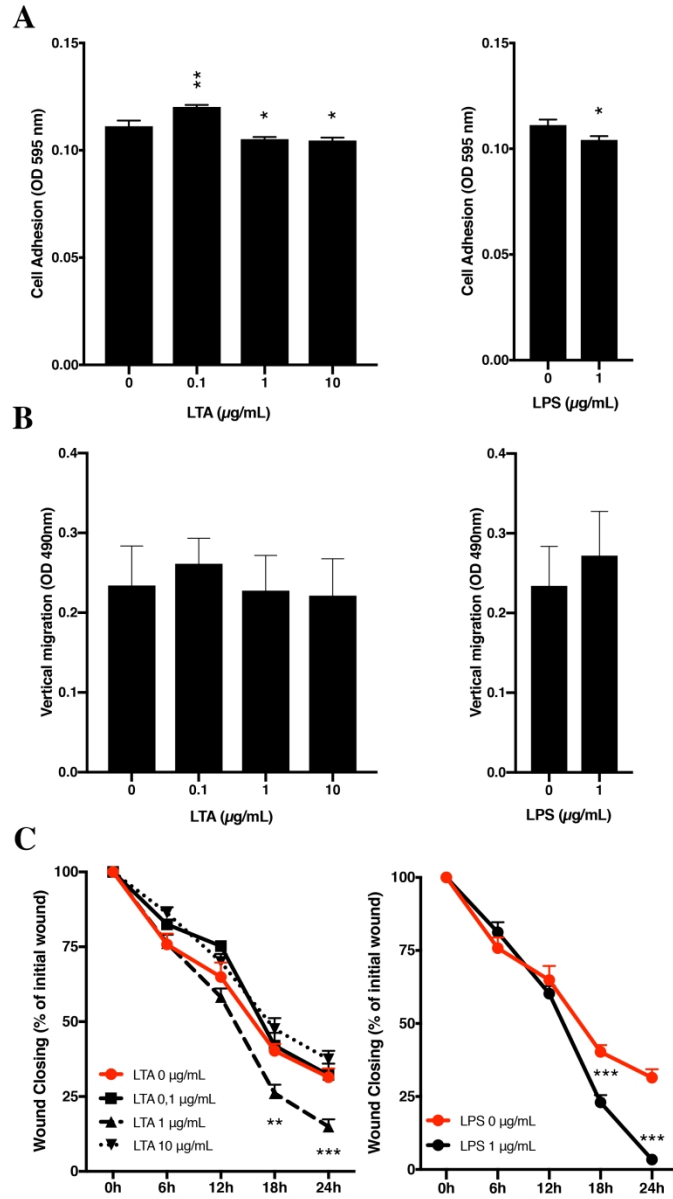 A
Cell Adhesion (OD 595 nm)
0.15
0.10
0.05
0.00
**
*
*
0
0.1
1
10
LTA (µg/mL)
Cell Adhesion (OD 595 nm)
0.15
0.10
0.05
0.00
*
0
1
LPS (µg/mL)
B
Vertical migration (OD 490nm)
0.4
0.3
0.2
0.1
0.0
0
0.1
1
10
LTA (µg/mL)
Vertical migration (OD 490nm)
0.4
0.3
0.2
0.1
0.0
0
1
LPS (µg/mL)
C
Wound Closing (% of initial wound)
100
75
50
25
0
LTA 0 µg/mL
LTA 0,1 µg/mL
LTA 1 µg/mL
LTA 10 µg/mL
**
***
0h
6h
12h
18h
24h
Wound Closing (% of initial wound)
100
75
50
25
0
LPS 0 µg/mL
LPS 1 µg/mL
***
***
0h
6h
12h
18h
24h